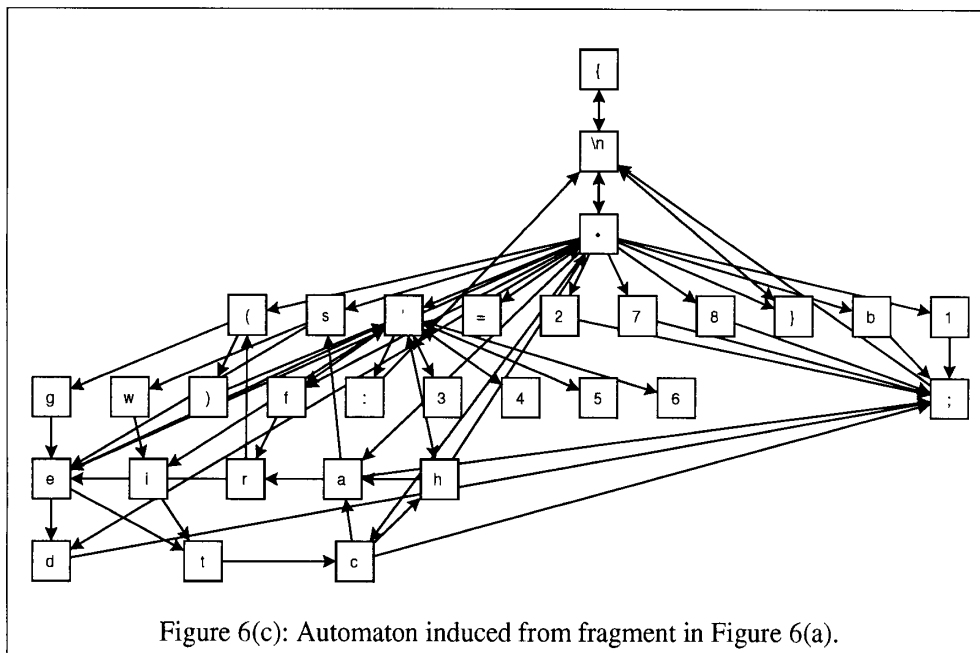 {
\n
•
( s ' = 2 7 8 } b 1
g w ) f : 3 4 5 6 ;
e i r a h
d t c
Figure 6(c): Automaton induced from fragment in Figure 6(a).